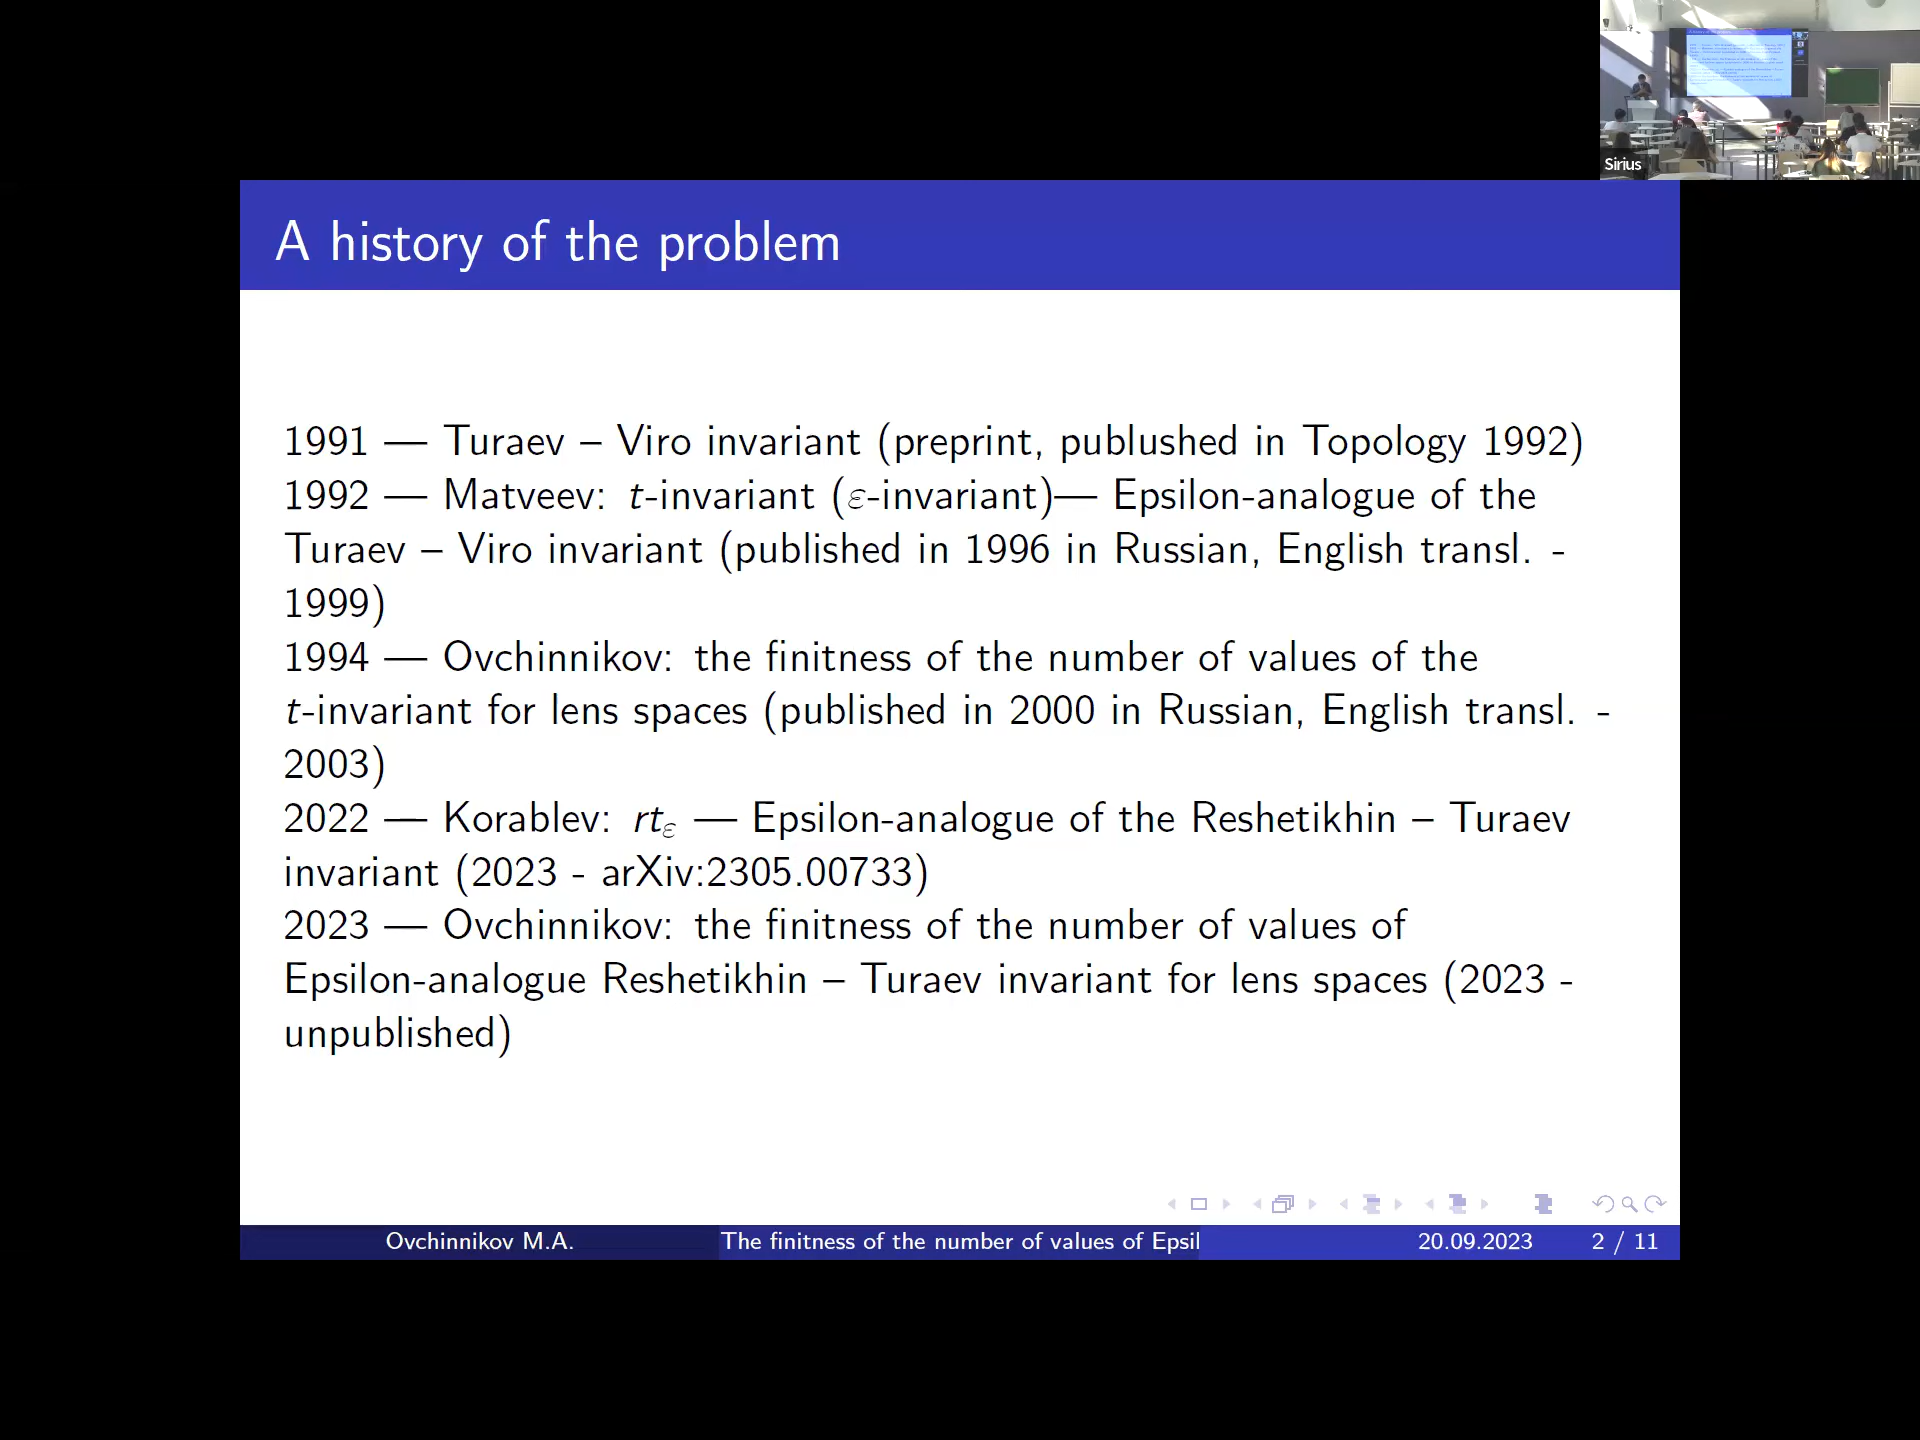 Sirius
A history of the problem
1991 — Turaev – Viro invariant (preprint, publushed in Topology 1992)
1992 — Matveev: t-invariant (ε-invariant)— Epsilon-analogue of the
Turaev – Viro invariant (published in 1996 in Russian, English transl. -
1999)
1994 — Ovchinnikov: the finitness of the number of values of the
t-invariant for lens spaces (published in 2000 in Russian, English transl. -
2003)
2022 — Korablev: rtε — Epsilon-analogue of the Reshetikhin – Turaev
invariant (2023 - arXiv:2305.00733)
2023 — Ovchinnikov: the finitness of the number of values of
Epsilon-analogue Reshetikhin – Turaev invariant for lens spaces (2023 -
unpublished)
Ovchinnikov M.A. The finitness of the number of values of Epsil 20.09.2023 2 / 11